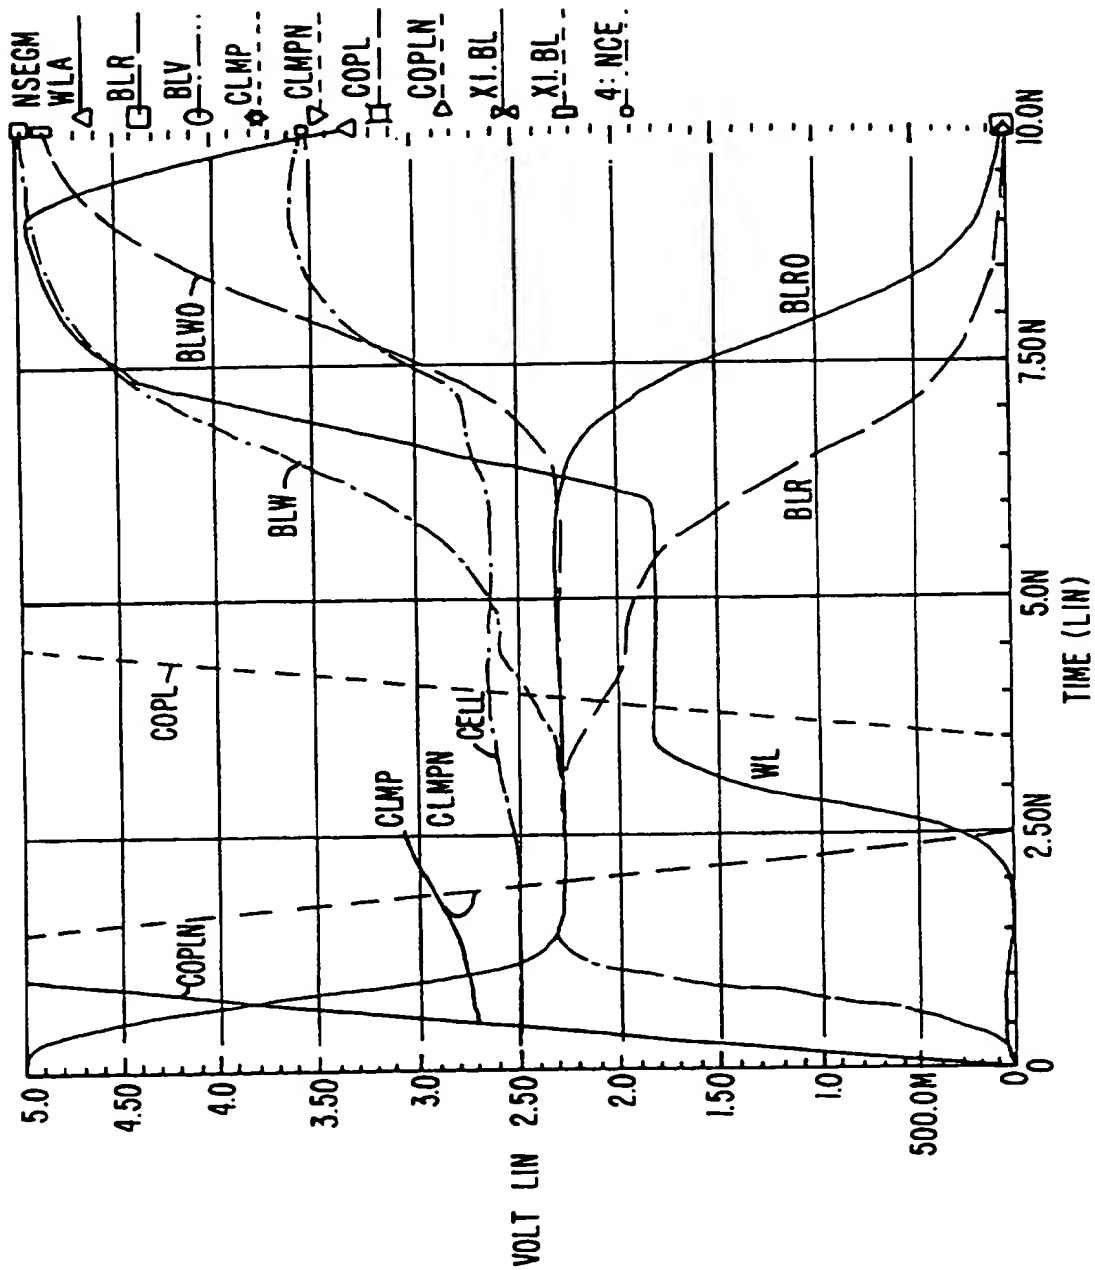 NSEGM
WLA
BLR
BLV
CLMP
CLMPN
COPL
COPLN
X1.BL
X1.BL
4: NCE
VOLT LIN
5.0
4.50
4.0
3.50
3.0
2.50
2.0
1.50
1.0
500.0M
0
0
2.50N
5.0N
7.50N
10.0N
TIME (LIN)
COPLN
CLMP
CLMPN
CELL
COPL
WL
BLW
BLWO
BLR
BLRO